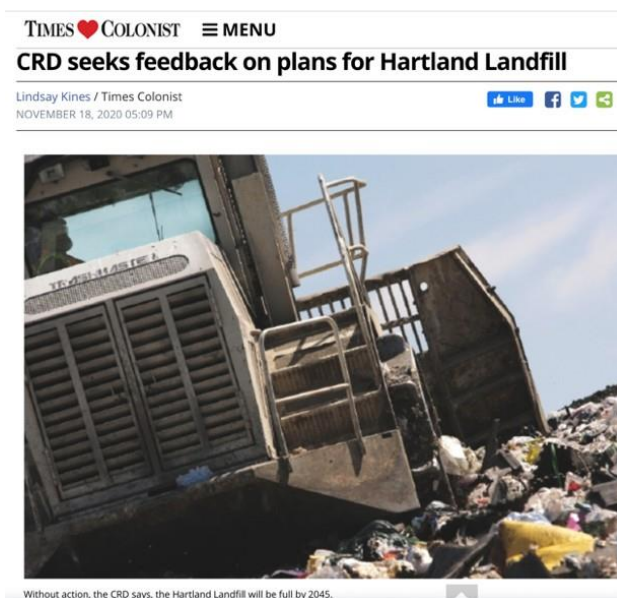 TIMES COLONIST MENU
CRD seeks feedback on plans for Hartland Landfill
Lindsay Kines / Times Colonist
Like
NOVEMBER 18, 2020 05:09 PM
TRASHMASTER
Without action, the CRD says, the Hartland Landfill will be full by 2045.